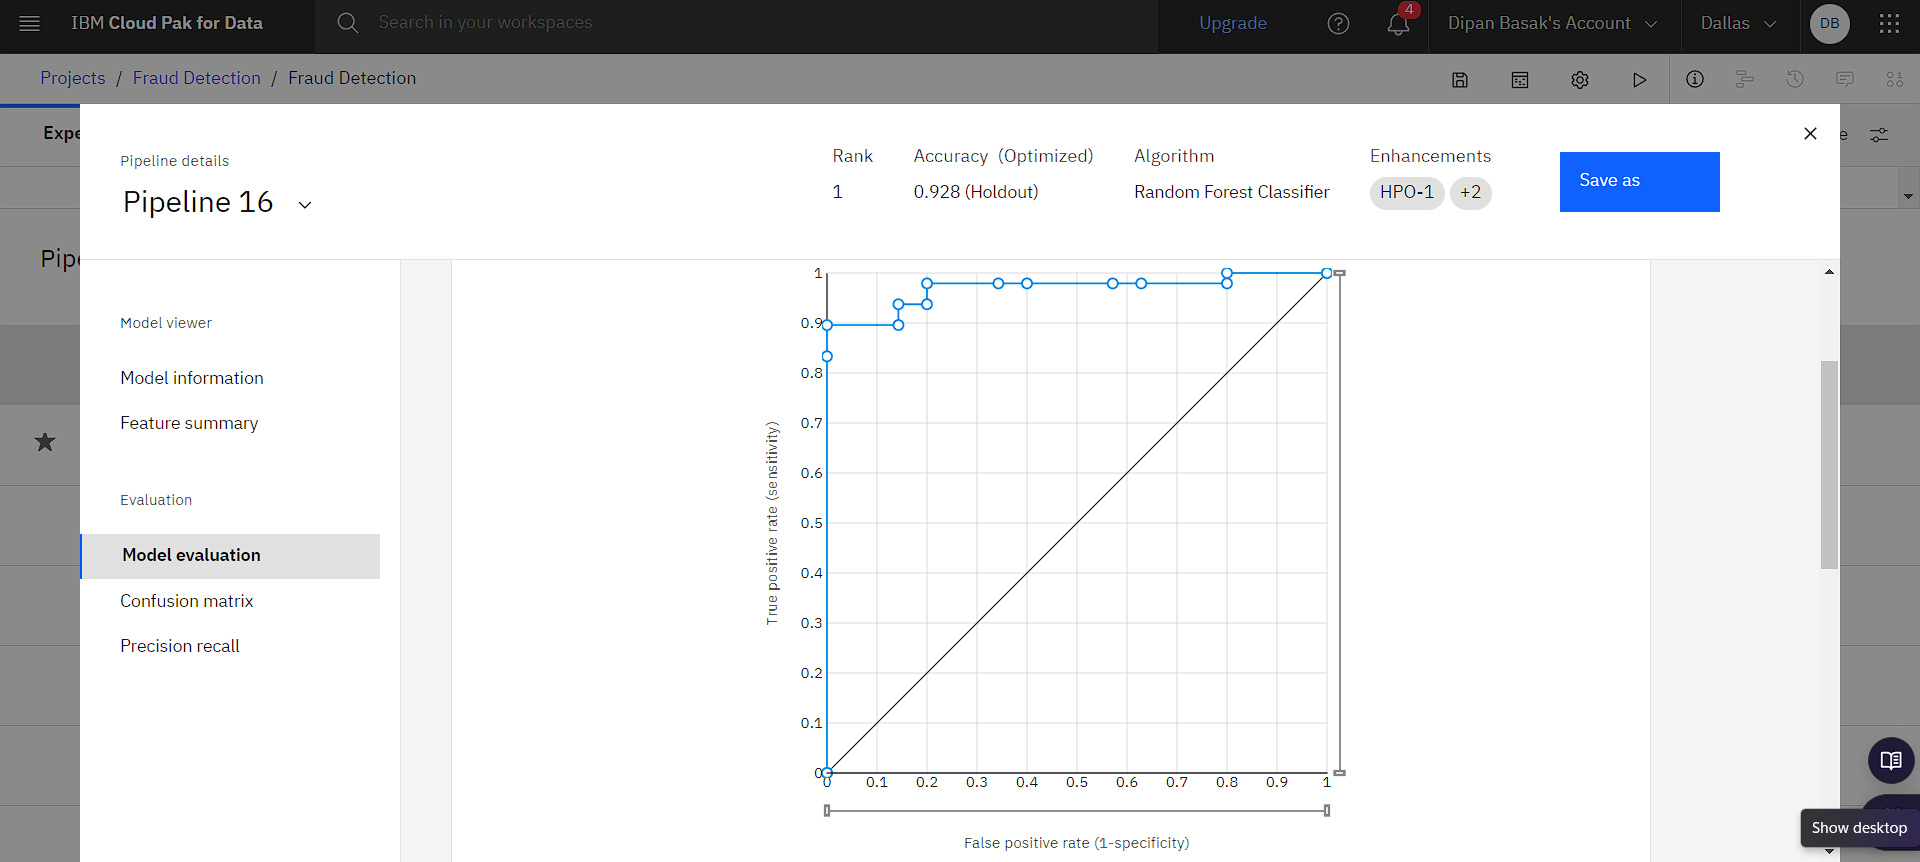 IBM Cloud Pak for Data
Search in your workspaces
Upgrade
4
Dipan Basak's Account
Dallas
DB
Projects / Fraud Detection / Fraud Detection
Expe
e
Pipe
Pipeline details
Pipeline 16
Rank
1
Accuracy (Optimized)
0.928 (Holdout)
Algorithm
Random Forest Classifier
Enhancements
HPO-1 +2
Save as
Model viewer
Model information
Feature summary
Evaluation
Model evaluation
Confusion matrix
Precision recall
True positive rate (sensitivity)
1
0.9
0.8
0.7
0.6
0.5
0.4
0.3
0.2
0.1
0
0 0.1 0.2 0.3 0.4 0.5 0.6 0.7 0.8 0.9 1
False positive rate (1-specificity)
Show desktop